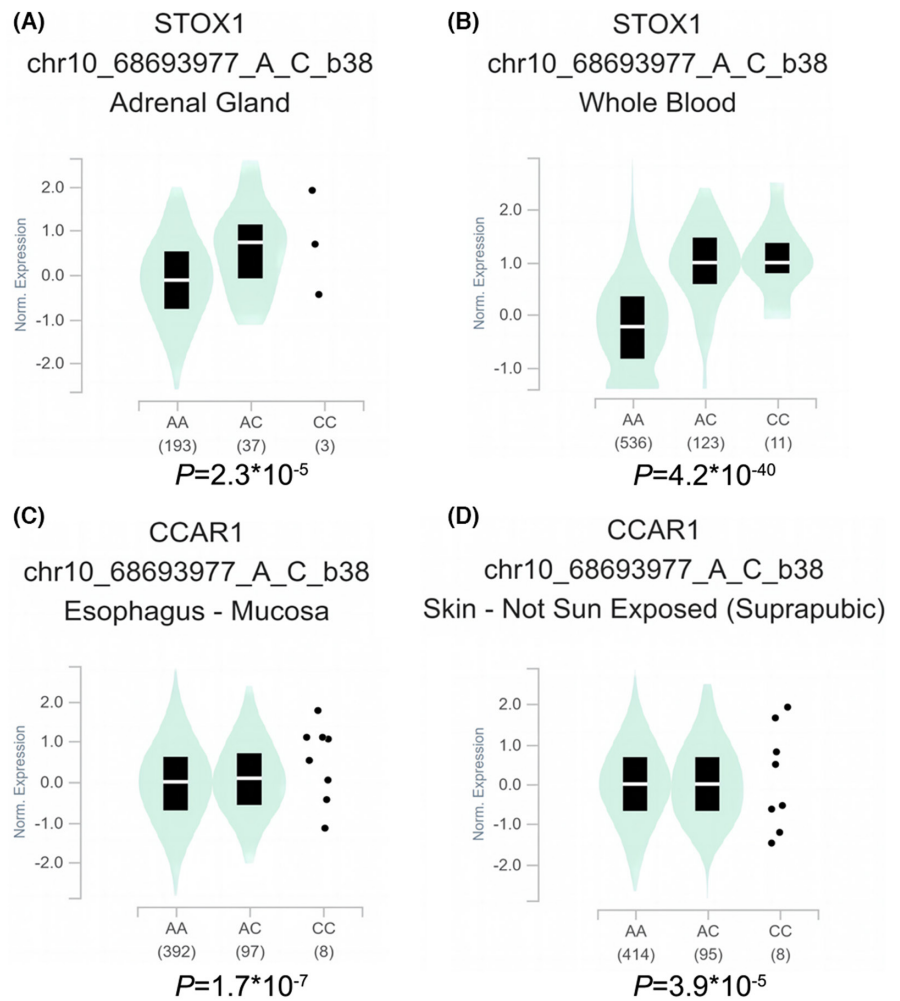 (A)
STOX1
chr10_68693977_A_C_b38
Adrenal Gland
Norm. Expression
2.0
1.0
0.0
-1.0
-2.0
AA AC CC
(193) (37) (3)
P=2.3*10-5
(B)
STOX1
chr10_68693977_A_C_b38
Whole Blood
Norm. Expression
2.0
1.0
0.0
-1.0
AA AC CC
(536) (123) (11)
P=4.2*10-40
(C)
CCAR1
chr10_68693977_A_C_b38
Esophagus - Mucosa
Norm. Expression
2.0
1.0
0.0
-1.0
-2.0
AA AC CC
(392) (97) (8)
P=1.7*10-7
(D)
CCAR1
chr10_68693977_A_C_b38
Skin - Not Sun Exposed (Suprapubic)
Norm. Expression
2.0
1.0
0.0
-1.0
-2.0
AA AC CC
(414) (95) (8)
P=3.9*10-5